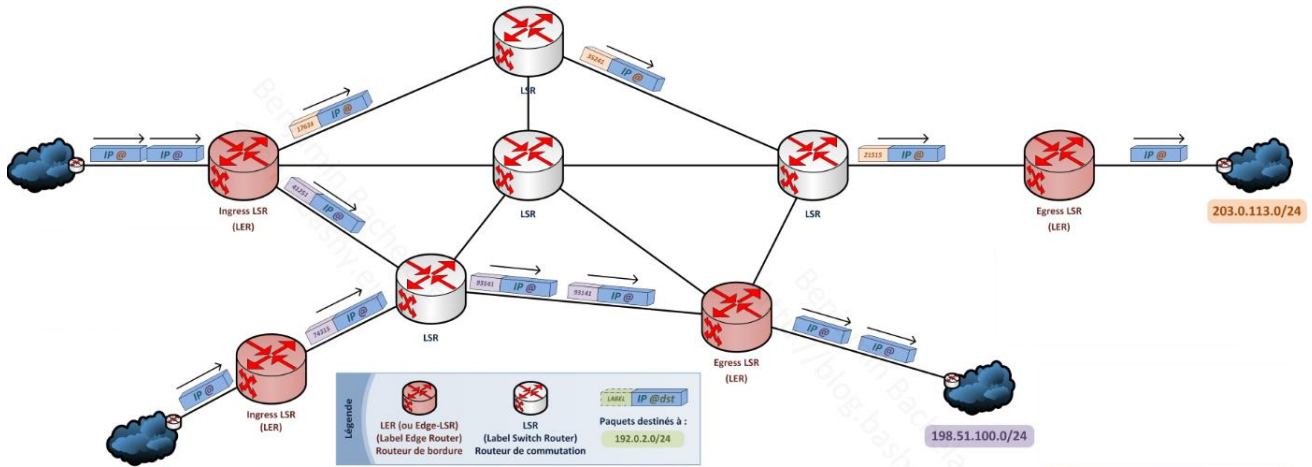 LSR
35241
IP @
17624
IP @
IP @
IP @
Ingress LSR
(LER)
41251
IP @
LSR
LSR
21515
IP @
Egress LSR
(LER)
IP @
203.0.113.0/24
74315
IP @
LSR
93141
IP @
93141
IP @
Egress LSR
(LER)
IP @
IP @
198.51.100.0/24
IP @
Ingress LSR
(LER)
Légende
LER (ou Edge-LSR)
(Label Edge Router)
Routeur de bordure
LSR
(Label Switch Router)
Routeur de commutation
LABEL
IP @dst
Paquets destinés à :
192.0.2.0/24